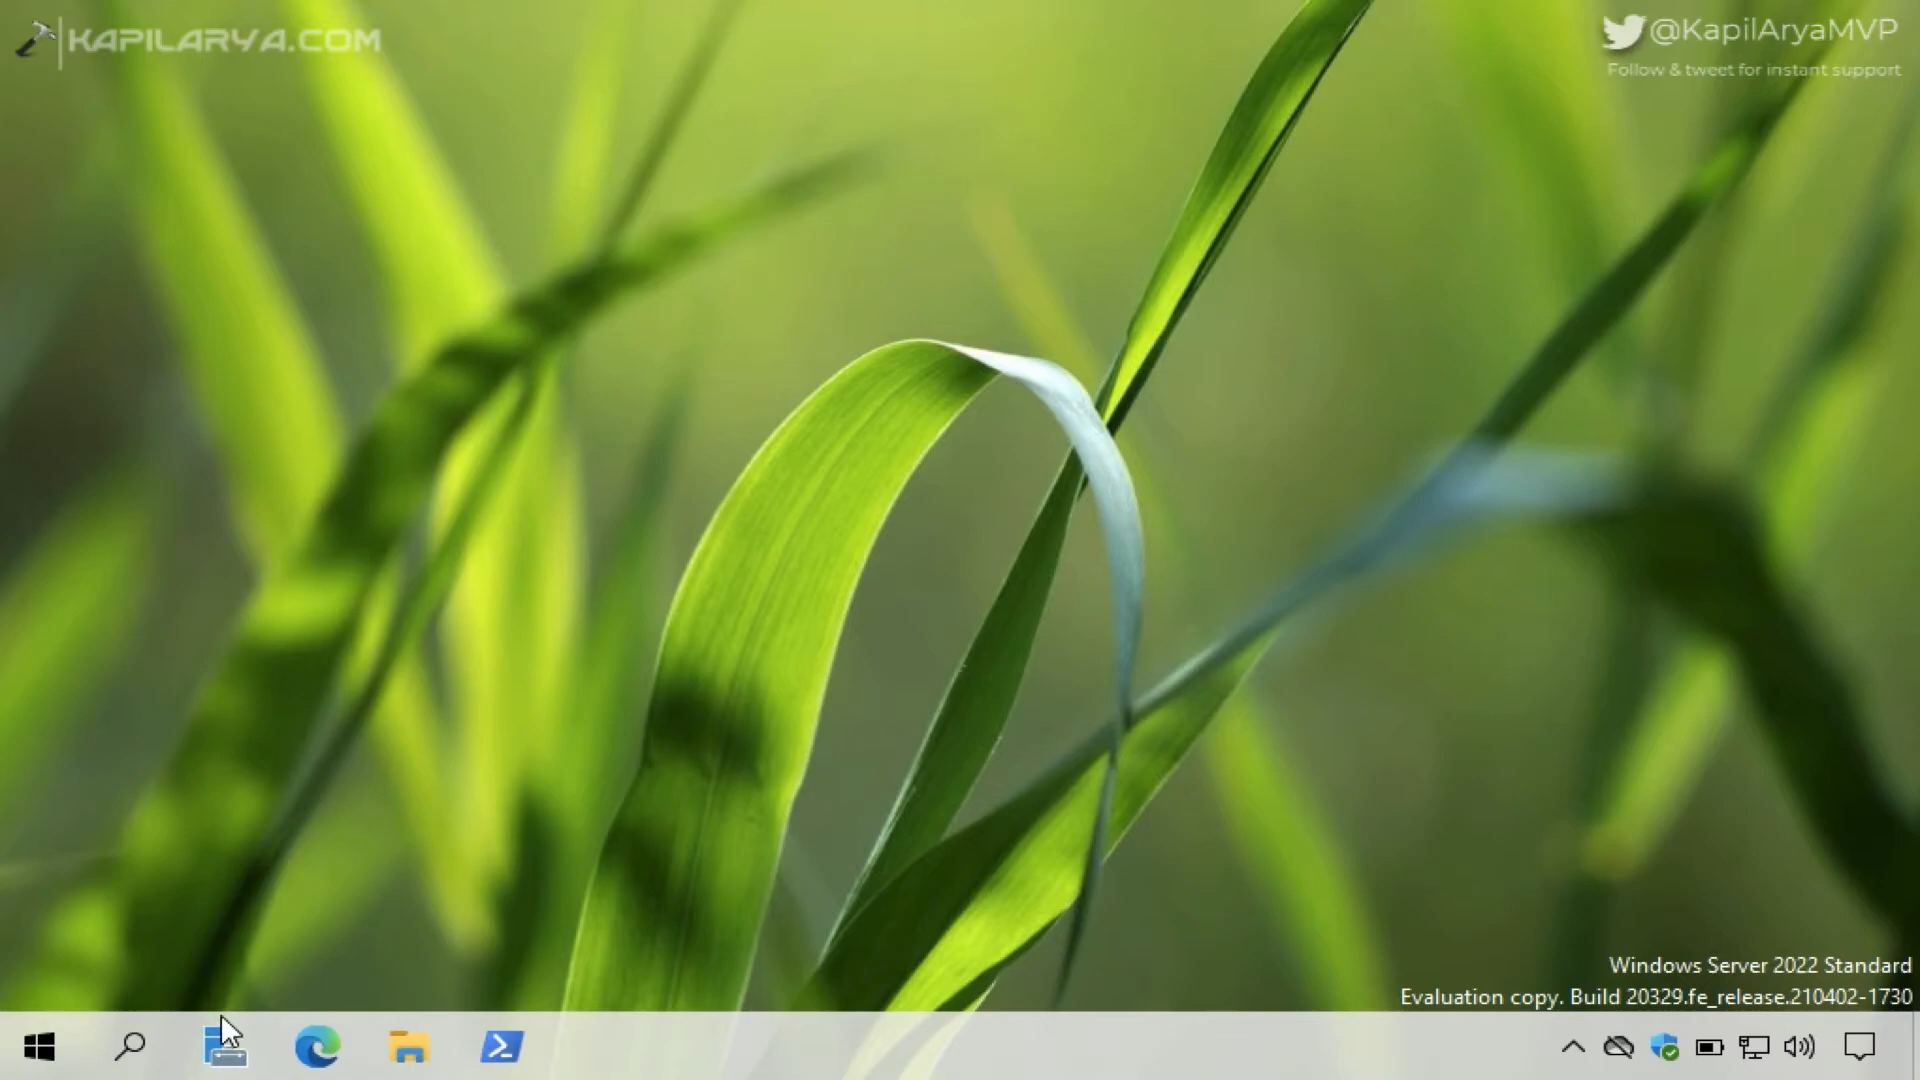 KAPILARYA.COM
@KapilAryaMVP
Follow & tweet for instant support
Windows Server 2022 Standard
Evaluation copy. Build 20329.fe_release.210402-1730